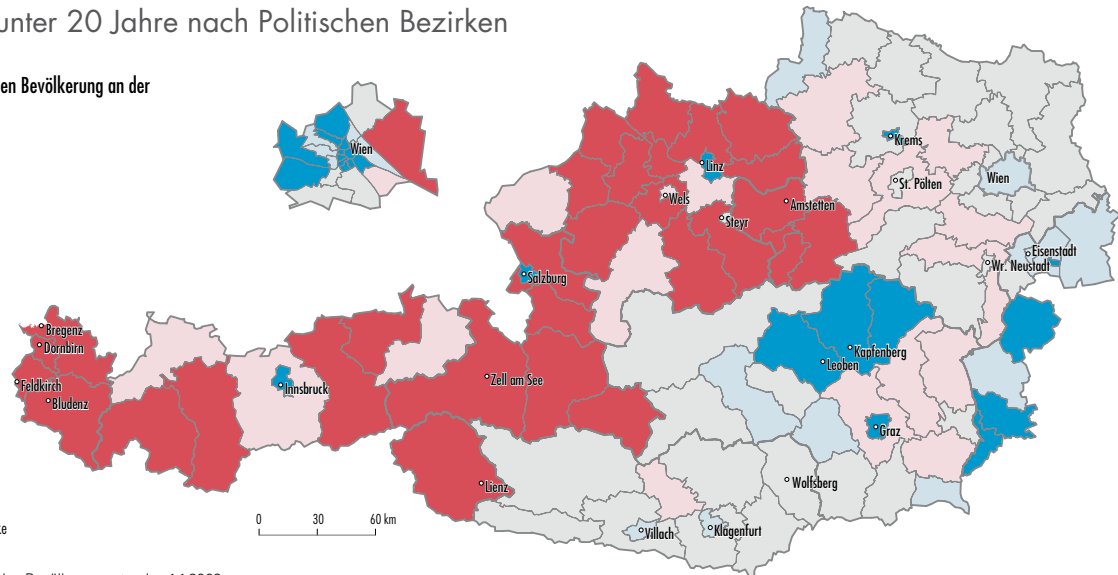 unter 20 Jahre nach Politischen Bezirken
en Bevölkerung an der
Wien
Krems
Linz
St. Pölten
Wien
Wels
Amstetten
Steyr
Eisenstadt
Wr. Neustadt
Salzburg
Bregenz
Dornbirn
Kapfenberg
Leoben
Feldkirch
Zell am See
Innsbruck
Bludenz
Graz
Lienz
Wolfsberg
0 30 60 km
Villach
Klagenfurt